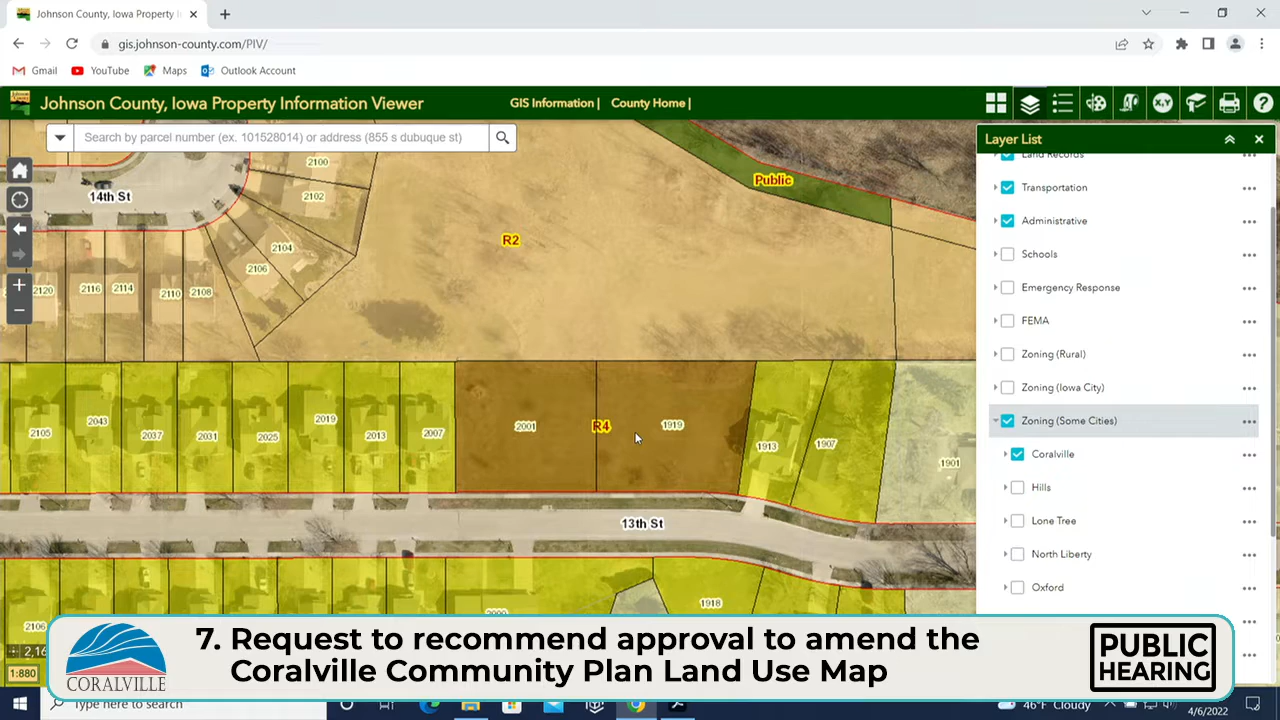 Johnson County, Iowa Property I
gis.johnson-county.com/PIV/
Gmail
YouTube
Maps
Outlook Account
Johnson County, Iowa Property Information Viewer
GIS Information |
County Home |
X,Y
Search by parcel number (ex. 101528014) or address (855 s dubuque st)
Layer List
Land Records
Transportation
Administrative
Schools
Emergency Response
FEMA
Zoning (Rural)
Zoning (Iowa City)
Zoning (Some Cities)
Coralville
Hills
Lone Tree
North Liberty
Oxford
2100
Public
14th St
2102
R2
2104
2106
2120
2116
2114
2110
2108
2105
2043
2037
2031
2025
2019
2013
2007
2001
R4
1919
1913
1907
1901
13th St
1918
2106
2,16
1:880
7. Request to recommend approval to amend the
Coralville Community Plan Land Use Map
CORALVILLE
PUBLIC
HEARING
Type here to search
46°F Cloudy
4/6/2022